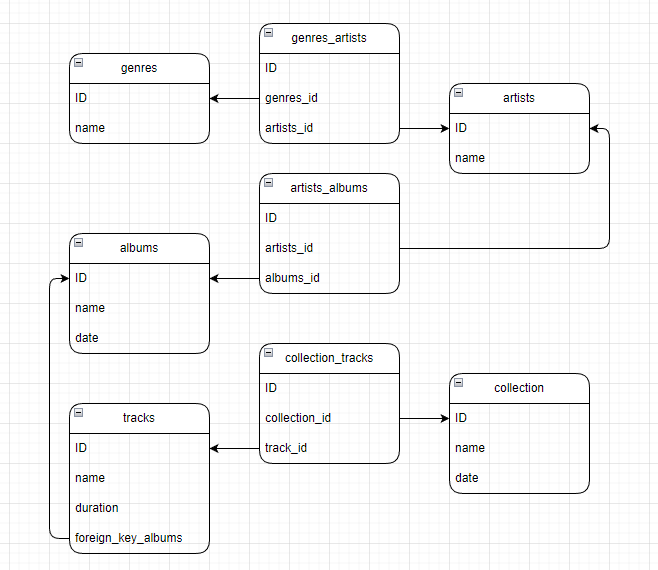 genres_artists
ID
genres_id
artists_id
genres
ID
name
artists
ID
name
artists_albums
ID
artists_id
albums_id
albums
ID
name
date
collection_tracks
ID
collection_id
track_id
collection
ID
name
date
tracks
ID
name
duration
foreign_key_albums